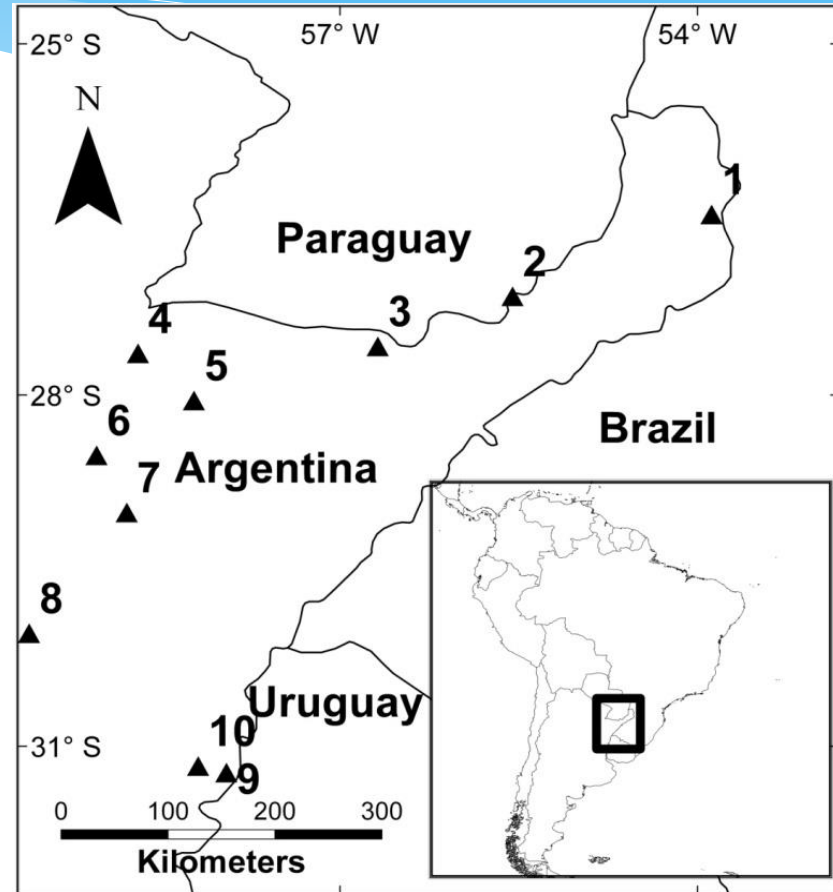 57° W 54° W
25° S
N
1
Paraguay
2
3
4
5
28° S
6
Brazil
7
Argentina
8
Uruguay
10
31° S
9
0 100 200 300
Kilometers